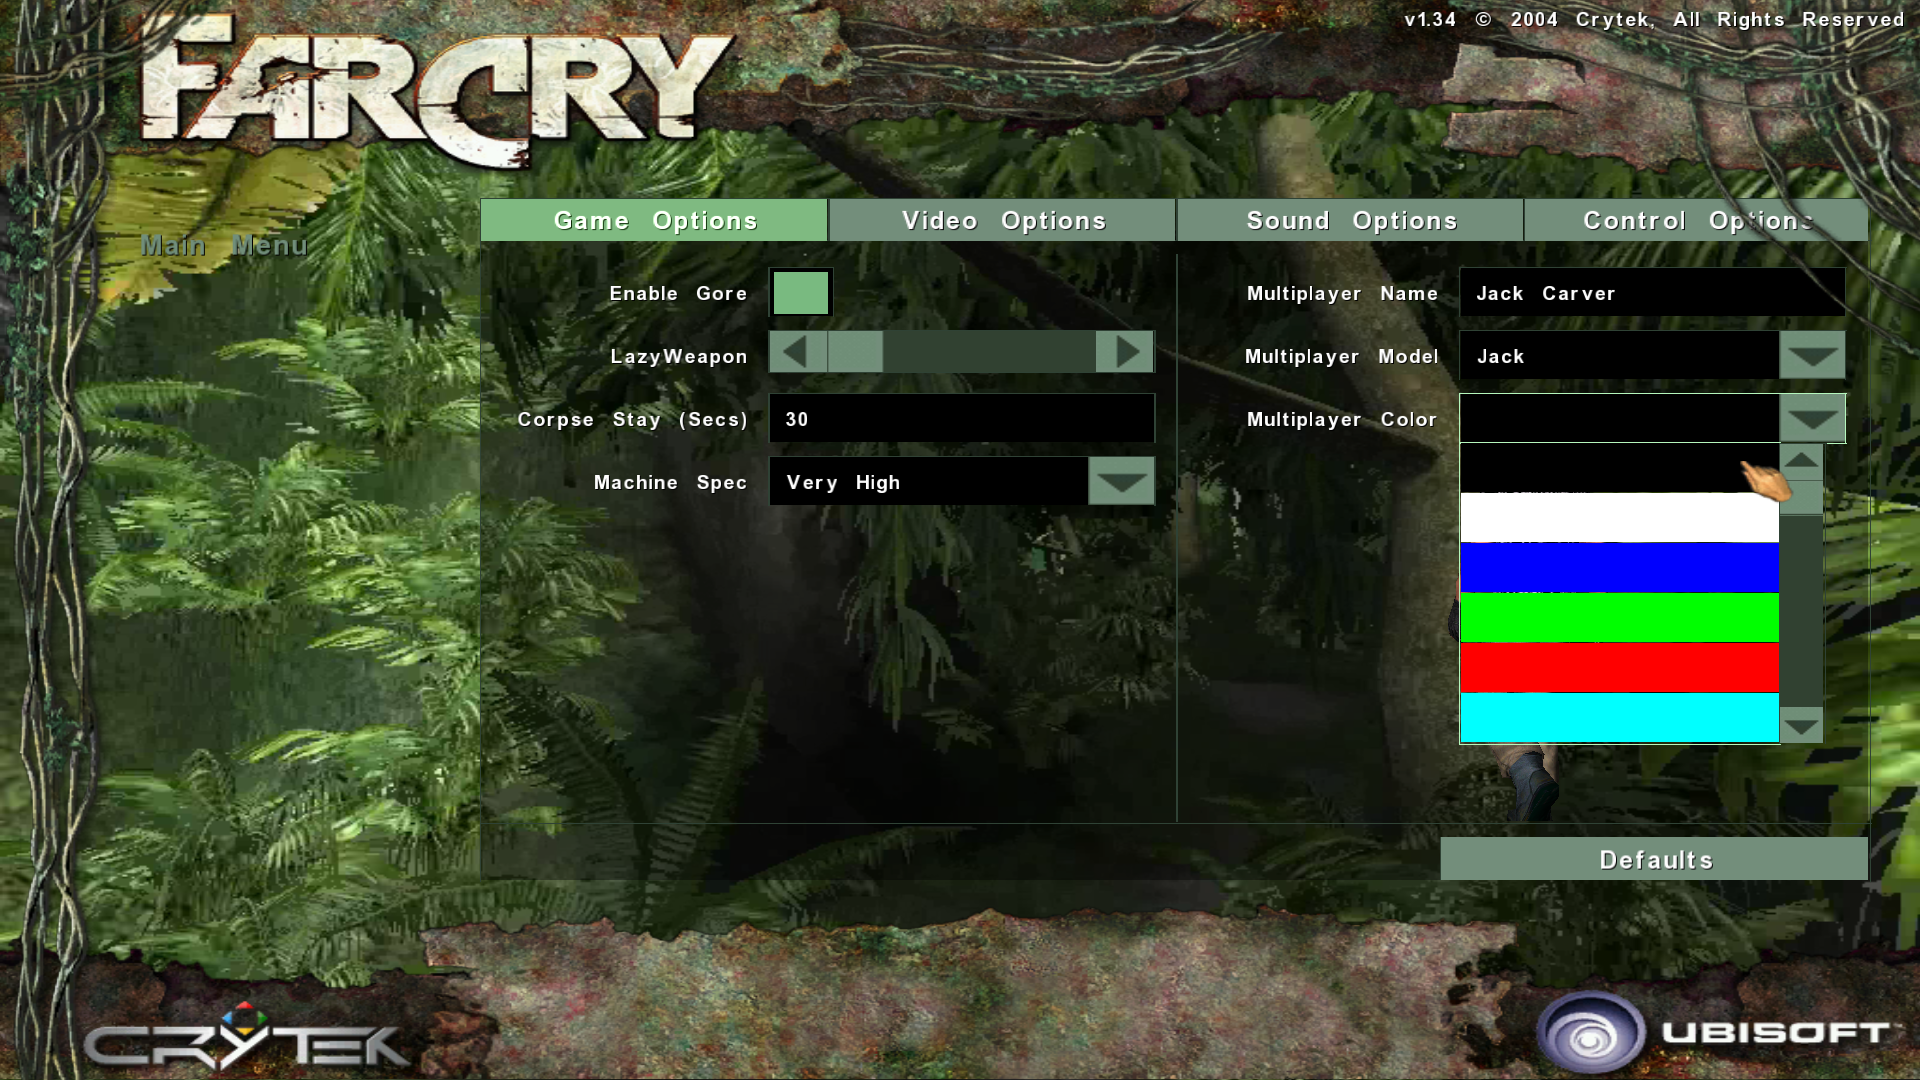 v1.34 © 2004 Crytek, All Rights Reserved
FARCRY
Main Menu
Game Options
Video Options
Sound Options
Control Options
Enable Gore
LazyWeapon
Corpse Stay (Secs)
30
Machine Spec
Very High
Multiplayer Name
Jack Carver
Multiplayer Model
Jack
Multiplayer Color
Defaults
CRYTEK
UBISOFT